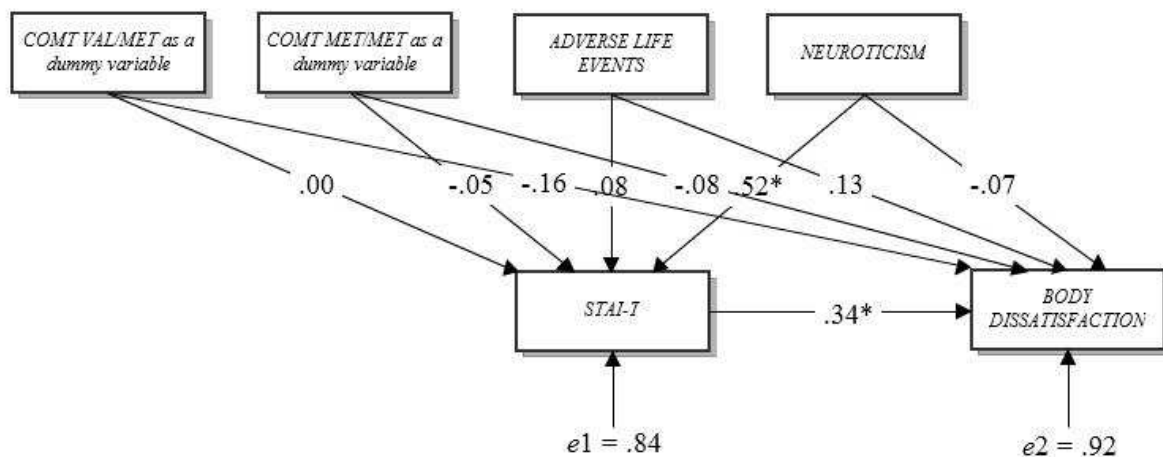 COMT VAL/MET as a
dummy variable
COMT MET/MET as a
dummy variable
ADVERSE LIFE
EVENTS
NEUROTICISM
.00
-.05
-.16
.08
-.08
.52*
.13
-.07
STAI-T
.34*
BODY
DISSATISFACTION
e1 = .84
e2 = .92